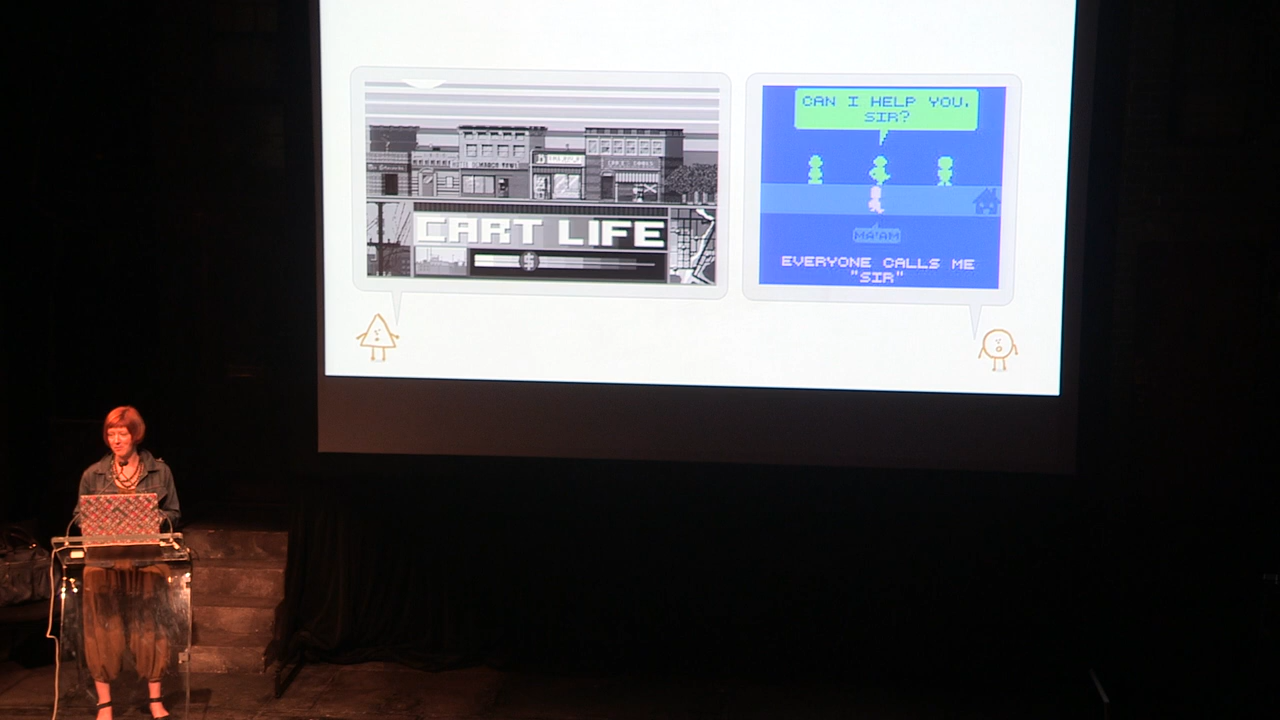 CART LIFE
$
CAN I HELP YOU,
SIR?
MA'AM
EVERYONE CALLS ME
"SIR"